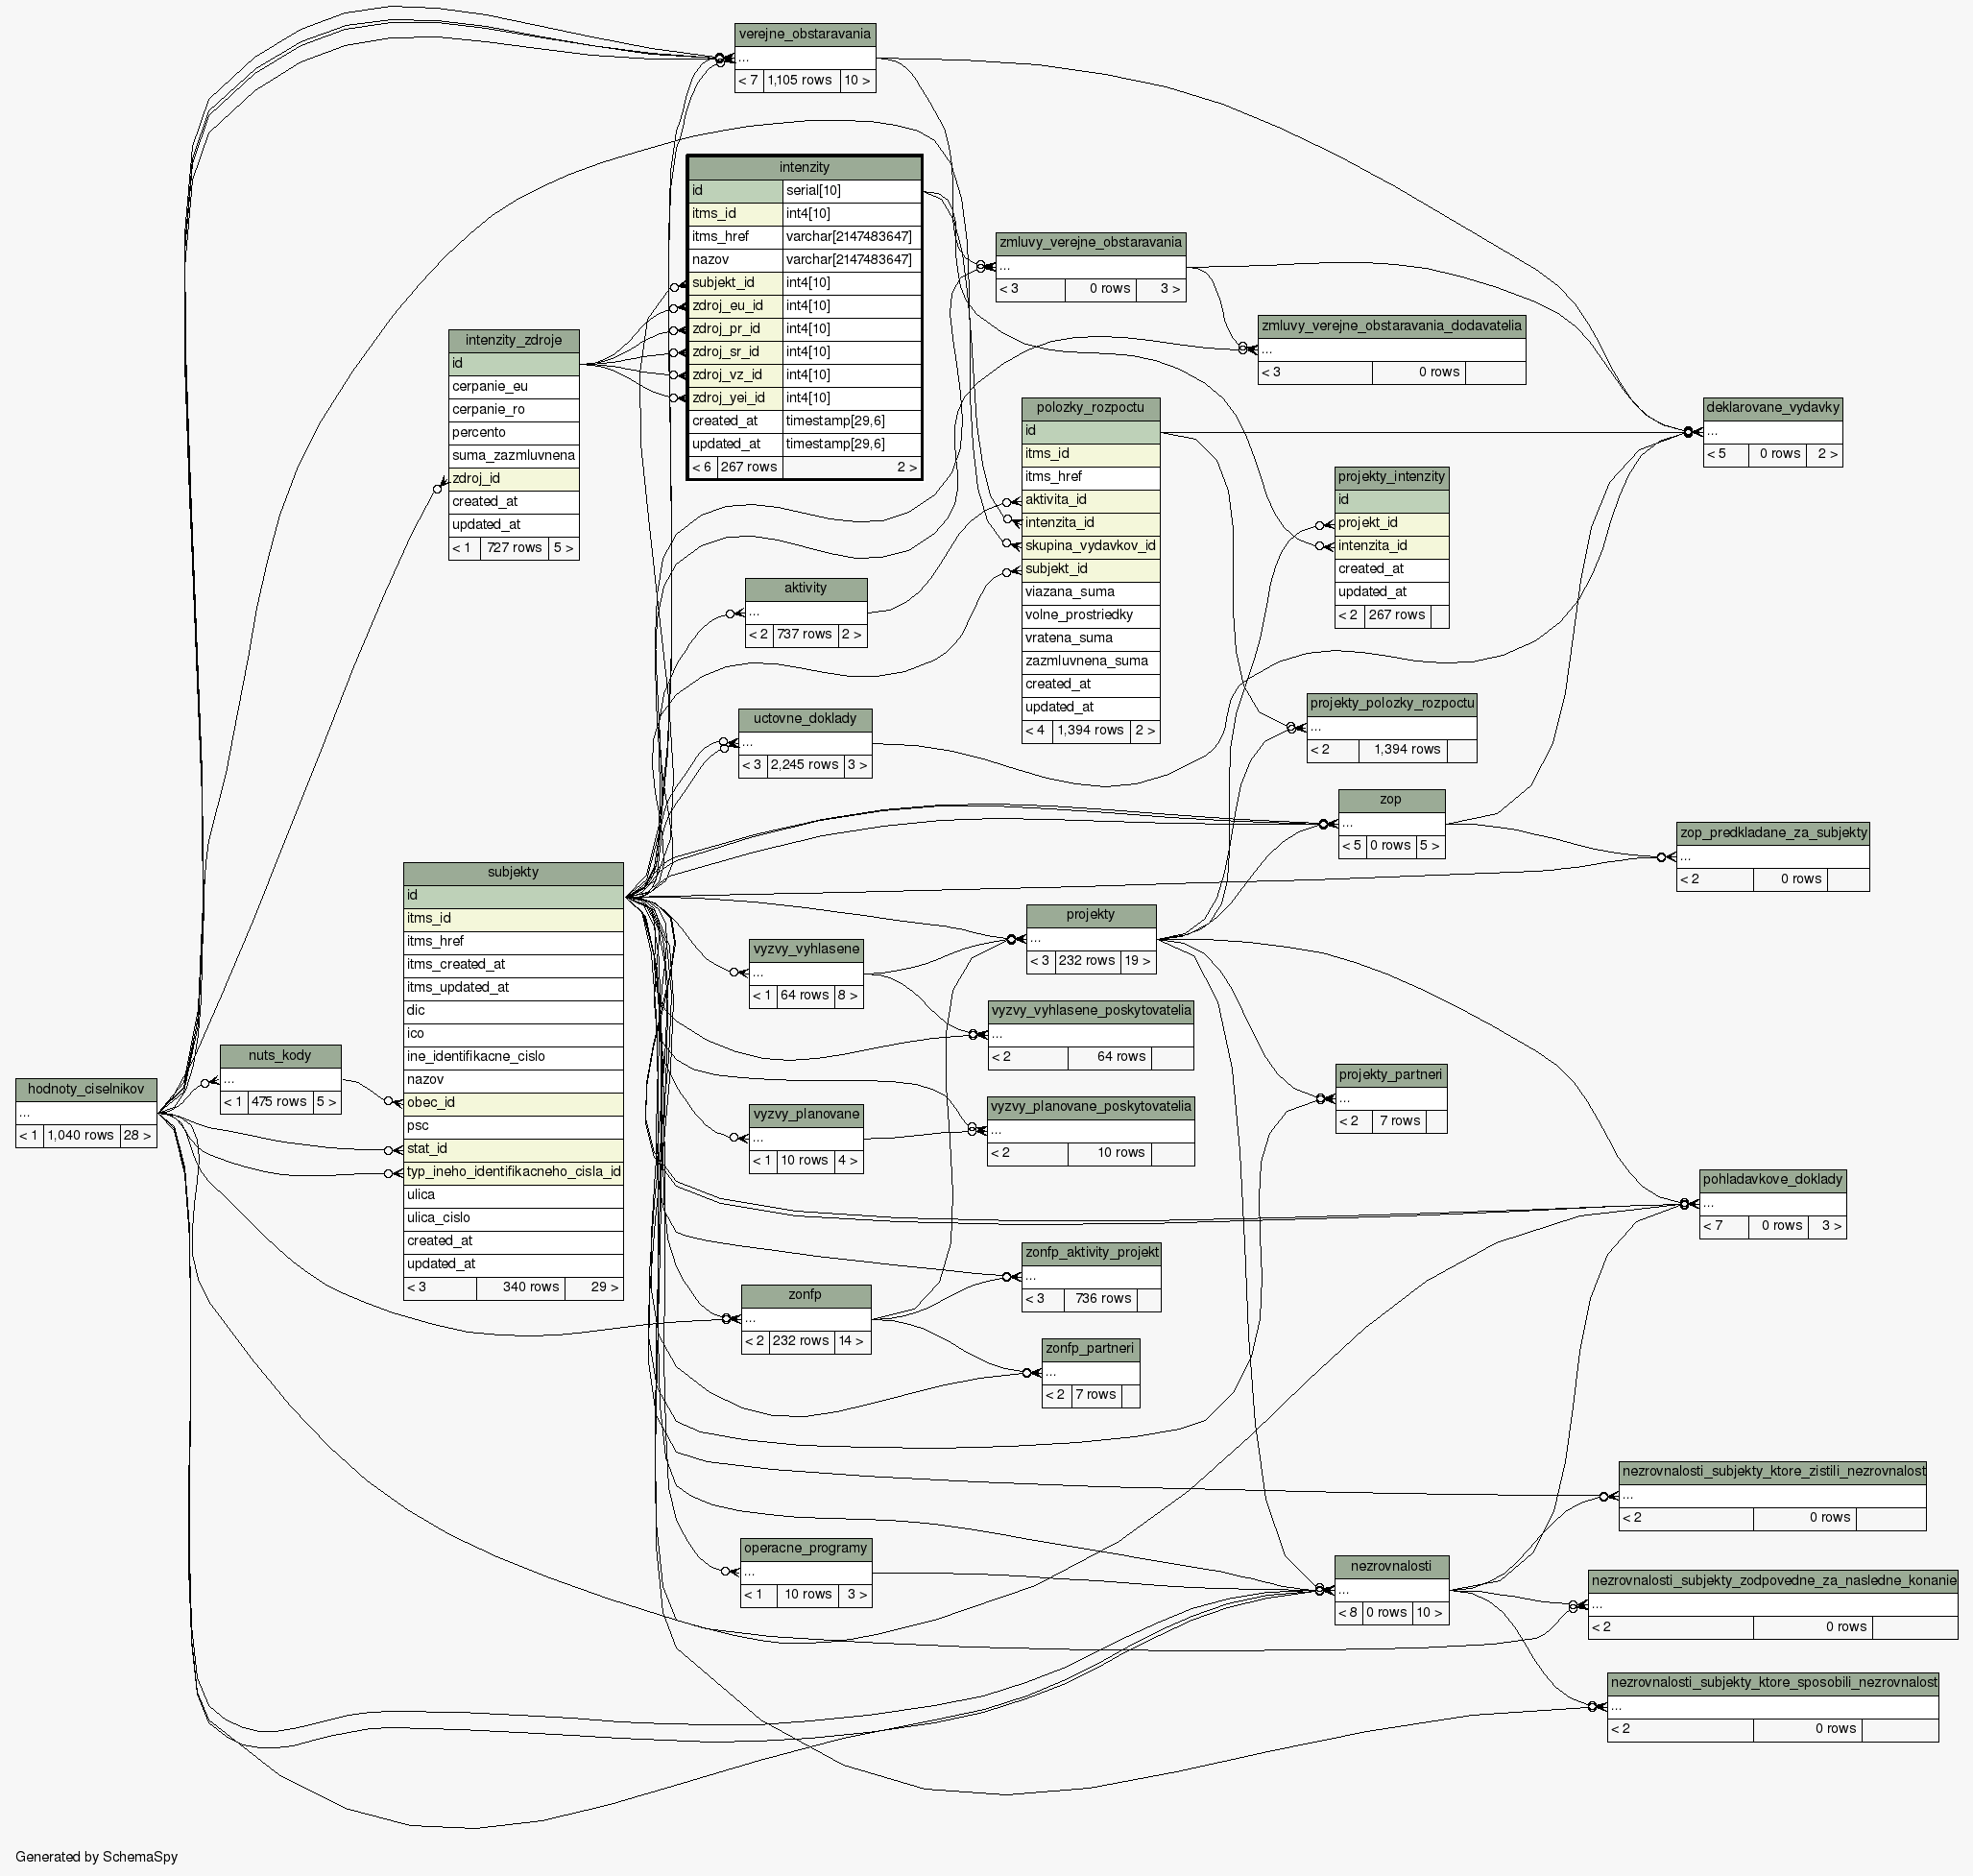 verejne_obstaravania
...
< 7 1,105 rows 10 >
intenzity
id serial[10]
itms_id int4[10]
itms_href varchar[2147483647]
nazov varchar[2147483647]
subjekt_id int4[10]
zdroj_eu_id int4[10]
zdroj_pr_id int4[10]
zdroj_sr_id int4[10]
zdroj_vz_id int4[10]
zdroj_yei_id int4[10]
created_at timestamp[29,6]
updated_at timestamp[29,6]
< 6 267 rows 2 >
zmluvy_verejne_obstaravania
...
< 3 0 rows 3 >
zmluvy_verejne_obstaravania_dodavatelia
...
< 3 0 rows
intenzity_zdroje
id
cerpanie_eu
cerpanie_ro
percento
suma_zazmluvnena
zdroj_id
created_at
updated_at
< 1 727 rows 5 >
polozky_rozpoctu
id
itms_id
itms_href
aktivita_id
intenzita_id
skupina_vydavkov_id
subjekt_id
viazana_suma
volne_prostriedky
vratena_suma
zazmluvnena_suma
created_at
updated_at
< 4 1,394 rows 2 >
deklarovane_vydavky
...
< 5 0 rows 2 >
projekty_intenzity
id
projekt_id
intenzita_id
created_at
updated_at
< 2 267 rows
aktivity
...
< 2 737 rows 2 >
projekty_polozky_rozpoctu
...
< 2 1,394 rows
uctovne_doklady
...
< 3 2,245 rows 3 >
zop
...
< 5 0 rows 5 >
zop_predkladane_za_subjekty
...
< 2 0 rows
subjekty
id
itms_id
itms_href
itms_created_at
itms_updated_at
dic
ico
ine_identifikacne_cislo
nazov
obec_id
psc
stat_id
typ_ineho_identifikacneho_cisla_id
ulica
ulica_cislo
created_at
updated_at
< 3 340 rows 29 >
projekty
...
< 3 232 rows 19 >
vyzvy_vyhlasene
...
< 1 64 rows 8 >
vyzvy_vyhlasene_poskytovatelia
...
< 2 64 rows
nuts_kody
...
< 1 475 rows 5 >
hodnoty_ciselnikov
...
< 1 1,040 rows 28 >
projekty_partneri
...
< 2 7 rows
vyzvy_planovane_poskytovatelia
...
< 2 10 rows
vyzvy_planovane
...
< 1 10 rows 4 >
pohladavkove_doklady
...
< 7 0 rows 3 >
zonfp_aktivity_projekt
...
< 3 736 rows
zonfp
...
< 2 232 rows 14 >
zonfp_partneri
...
< 2 7 rows
nezrovnalosti_subjekty_ktore_zistili_nezrovnalost
...
< 2 0 rows
operacne_programy
...
< 1 10 rows 3 >
nezrovnalosti
...
< 8 0 rows 10 >
nezrovnalosti_subjekty_zodpovedne_za_nasledne_konanie
...
< 2 0 rows
nezrovnalosti_subjekty_ktore_sposobili_nezrovnalost
...
< 2 0 rows
Generated by SchemaSpy